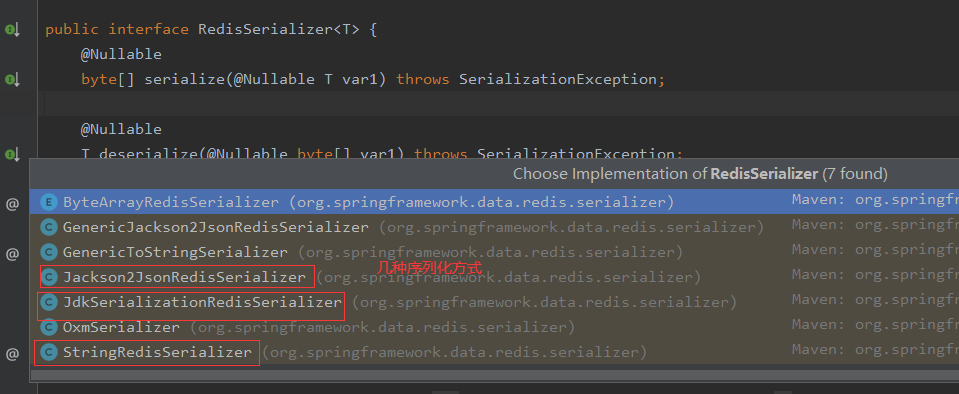 public interface RedisSerializer<T> {
@Nullable
byte[] serialize(@Nullable T var1) throws SerializationException;
@Nullable
T deserialize(@Nullable byte[] var1) throws SerializationException;
Choose Implementation of RedisSerializer (7 found)
E ByteArrayRedisSerializer (org.springframework.data.redis.serializer) Maven: org.springfr
C GenericJackson2JsonRedisSerializer (org.springframework.data.redis.serializer) Maven: org.springfr
C GenericToStringSerializer (org.springframework.data.redis.serializer) Maven: org.springfr
几种序列化方式
C Jackson2JsonRedisSerializer (org.springframework.data.redis.serializer) Maven: org.springfr
C JdkSerializationRedisSerializer (org.springframework.data.redis.serializer) Maven: org.springfr
C OxmSerializer (org.springframework.data.redis.serializer) Maven: org.springfr
C StringRedisSerializer (org.springframework.data.redis.serializer) Maven: org.springfr